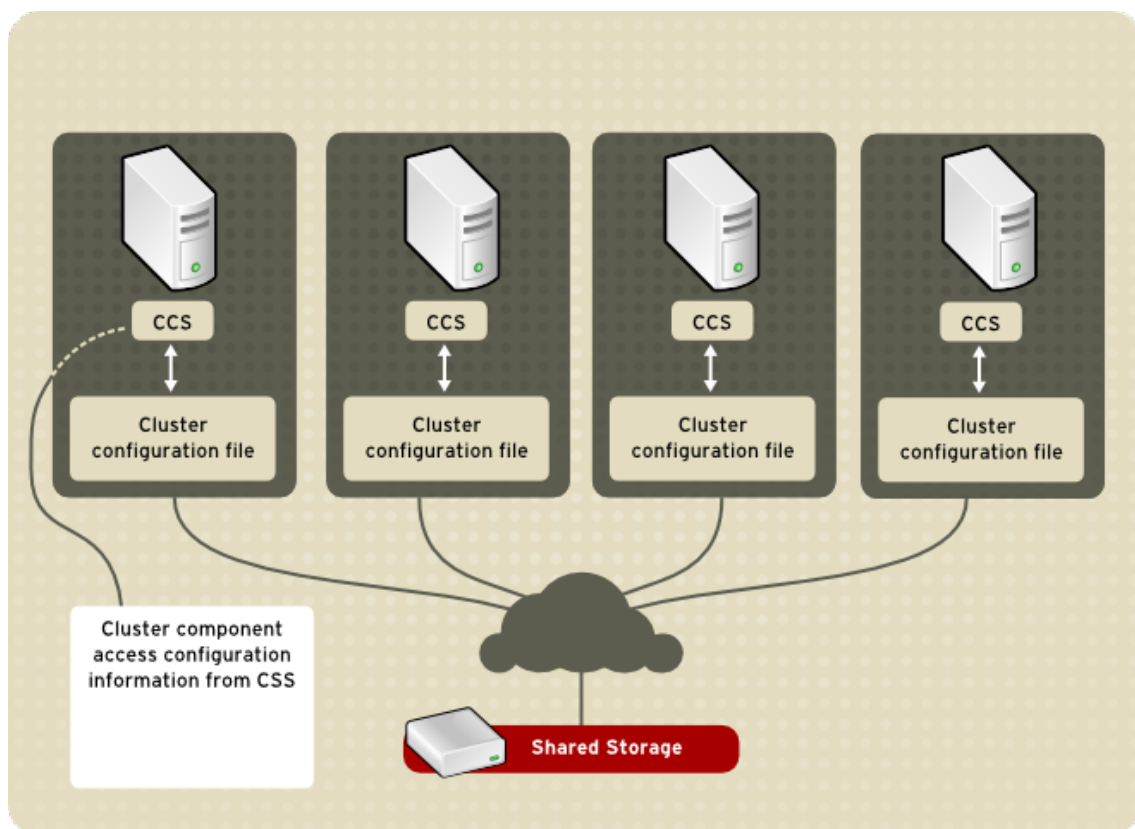 CCS
CCS
CCS
CCS
Cluster
configuration file
Cluster
configuration file
Cluster
configuration file
Cluster
configuration file
Cluster component
access configuration
information from CSS
Shared Storage